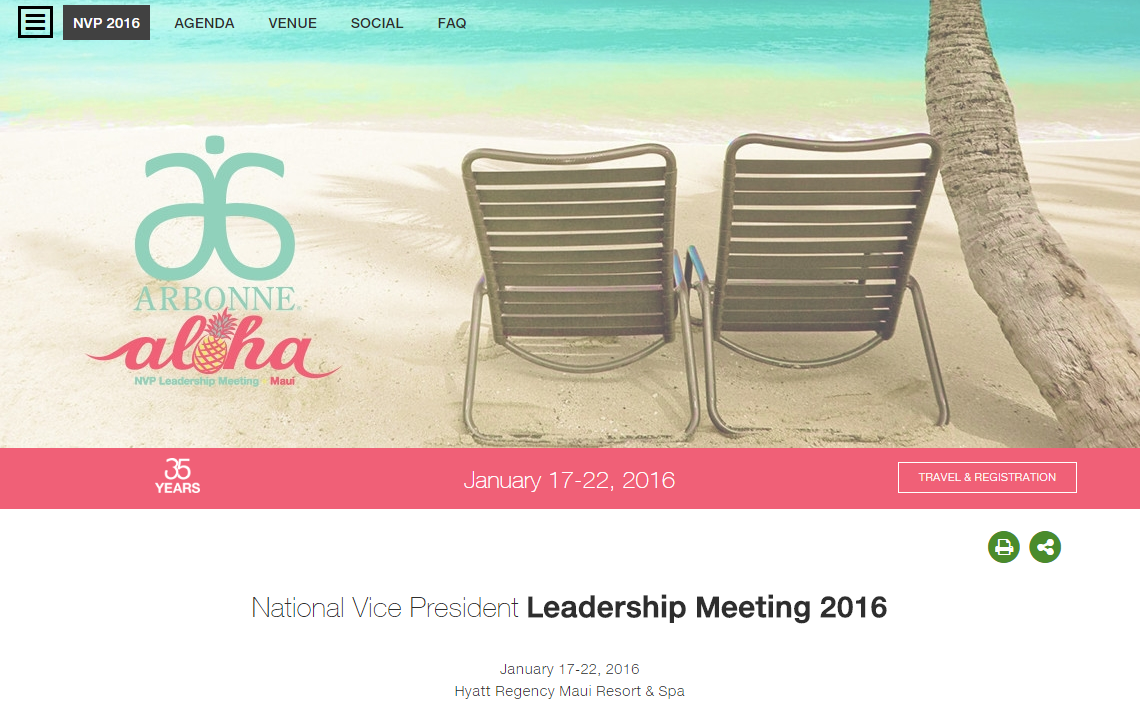 NVP 2016 AGENDA VENUE SOCIAL FAQ
ARBONNE
aloha
NVP Leadership Meeting Maui
35
YEARS
January 17-22, 2016
TRAVEL & REGISTRATION
National Vice President Leadership Meeting 2016
January 17-22, 2016
Hyatt Regency Maui Resort & Spa